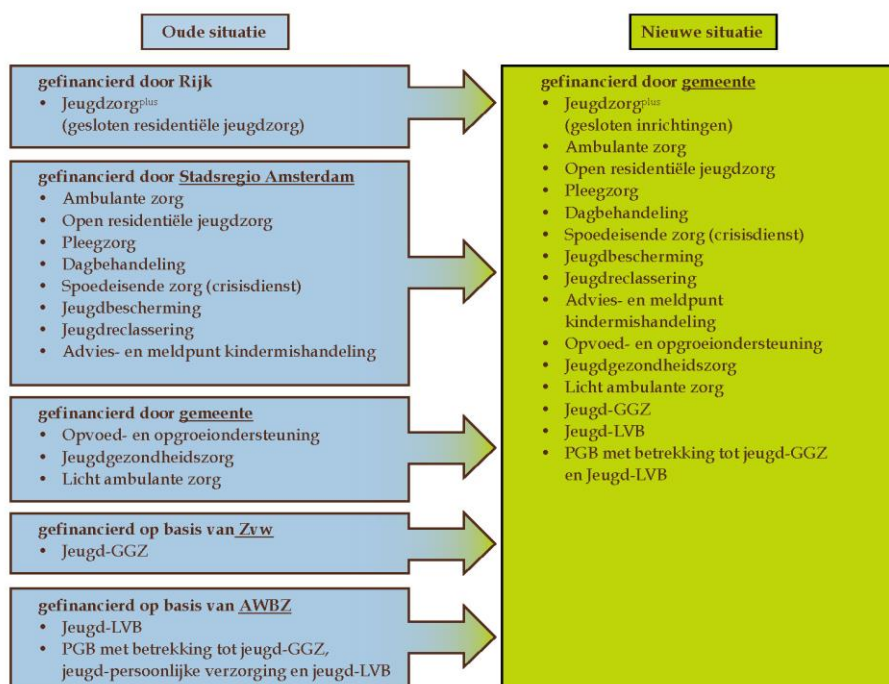 Oude situatie
gefinancierd door Rijk
• Jeugdzorgplus
(gesloten residentiële jeugdzorg)
gefinancierd door Stadsregio Amsterdam
• Ambulante zorg
• Open residentiële jeugdzorg
• Pleegzorg
• Dagbehandeling
• Spoedeisende zorg (crisisdienst)
• Jeugdbescherming
• Jeugdreclassering
• Advies- en meldpunt kindermishandeling
gefinancierd door gemeente
• Opvoed- en opgroeiondersteuning
• Jeugdgezondheidszorg
• Licht ambulante zorg
gefinancierd op basis van Zvw
• Jeugd-GGZ
gefinancierd op basis van AWBZ
• Jeugd-LVB
• PGB met betrekking tot jeugd-GGZ,
jeugd-persoonlijke verzorging en jeugd-LVB
Nieuwe situatie
gefinancierd door gemeente
• Jeugdzorgplus
(gesloten inrichtingen)
• Ambulante zorg
• Open residentiële jeugdzorg
• Pleegzorg
• Dagbehandeling
• Spoedeisende zorg (crisisdienst)
• Jeugdbescherming
• Jeugdreclassering
• Advies- en meldpunt
kindermishandeling
• Opvoed- en opgroeiondersteuning
• Jeugdgezondheidszorg
• Licht ambulante zorg
• Jeugd-GGZ
• Jeugd-LVB
• PGB met betrekking tot jeugd-GGZ
en Jeugd-LVB